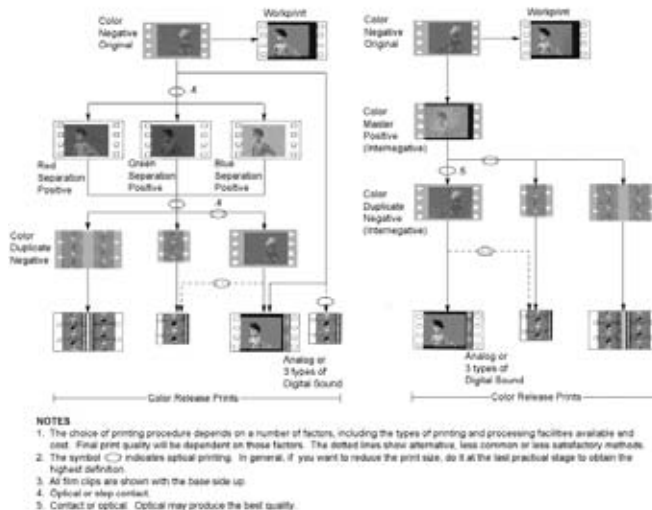 Workprint
Color
Negative
Original
.4
Red
Separation
Positive
Green
Separation
Positive
Blue
Separation
Positive
.4
Color
Duplicate
Negative
Analog or
3 types of
Digital Sound
Color Release Prints
Workprint
Color
Negative
Original
Color
Master
Positive
(Internegative)
.5
Color
Duplicate
Negative
(Internegative)
Analog or
3 types of
Digital Sound
Color Release Prints
NOTES
1. The choice of printing procedure depends on a number of factors, including the types of printing and processing facilities available and
cost. Final print quality will be dependent on those factors. The dotted lines show alternative, less common or less satisfactory methods.
2. The symbol indicates optical printing. In general, if you want to reduce the print size, do it at the last practical stage to obtain the
highest definition.
3. All film clips are shown with the base side up.
4. Optical or step contact.
5. Contact or optical. Optical may produce the best quality.